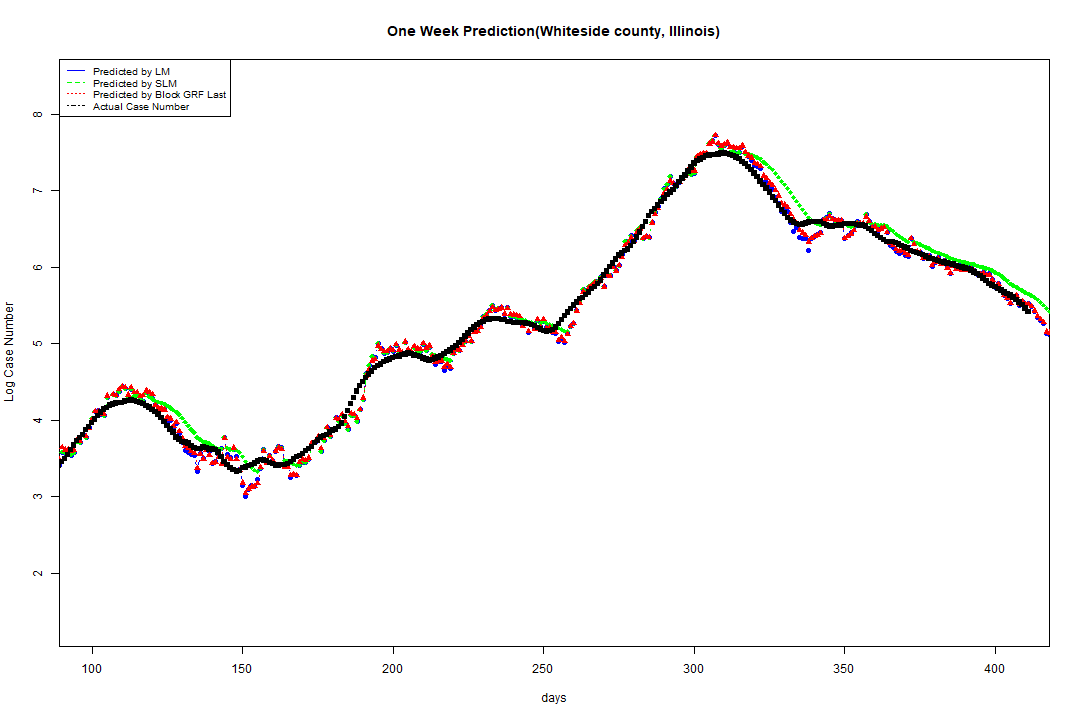 One Week Prediction(Whiteside county, Illinois)
Predicted by LM
Predicted by SLM
Predicted by Block GRF Last
Actual Case Number
Log Case Number
8
7
6
5
4
3
2
100 150 200 250 300 350 400
days